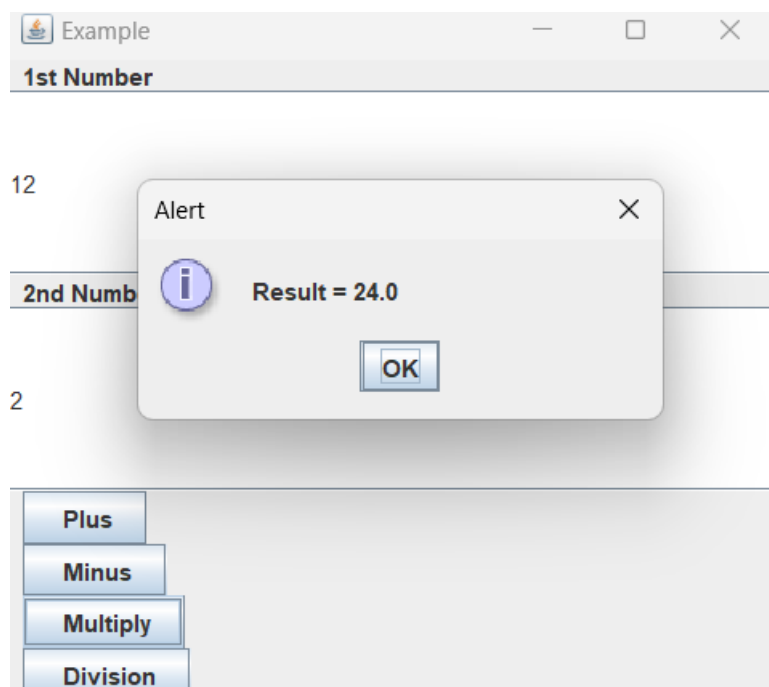 Example
1st Number
12
Alert
Result = 24.0
OK
2nd Numb
2
Plus
Minus
Multiply
Division